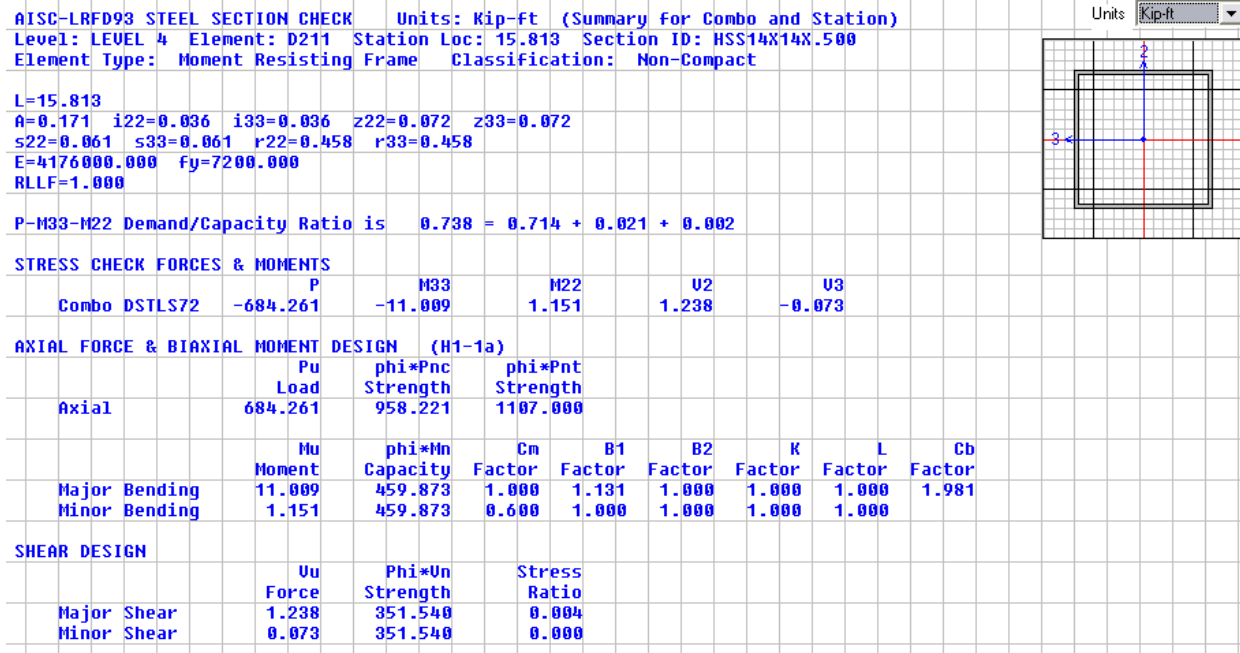 AISC-LRFD93 STEEL SECTION CHECK    Units: Kip-ft  (Summary for Combo and Station)
Units Kip-ft
Level: LEVEL 4  Element: D211  Station Loc: 15.813  Section ID: HSS14X14X.500
Element Type:  Moment Resisting Frame   Classification:  Non-Compact
2
3
L=15.813
A=0.171  i22=0.036  i33=0.036  z22=0.072  z33=0.072
s22=0.061  s33=0.061  r22=0.458  r33=0.458
E=4176000.000  fy=7200.000
RLLF=1.000
P-M33-M22 Demand/Capacity Ratio is   0.738 = 0.714 + 0.021 + 0.002
STRESS CHECK FORCES & MOMENTS
P M33 M22 V2 V3
Combo DSTLS72 -684.261 -11.009 1.151 1.238 -0.073
AXIAL FORCE & BIAXIAL MOMENT DESIGN   (H1-1a)
Pu phi*Pnc phi*Pnt
Load Strength Strength
Axial 684.261 958.221 1107.000
Mu phi*Mn Cm B1 B2 K L Cb
Moment Capacity Factor Factor Factor Factor Factor Factor
Major Bending 11.009 459.873 1.000 1.131 1.000 1.000 1.000 1.981
Minor Bending 1.151 459.873 0.600 1.000 1.000 1.000 1.000
SHEAR DESIGN
Vu Phi*Vn Stress
Force Strength Ratio
Major Shear 1.238 351.540 0.004
Minor Shear 0.073 351.540 0.000